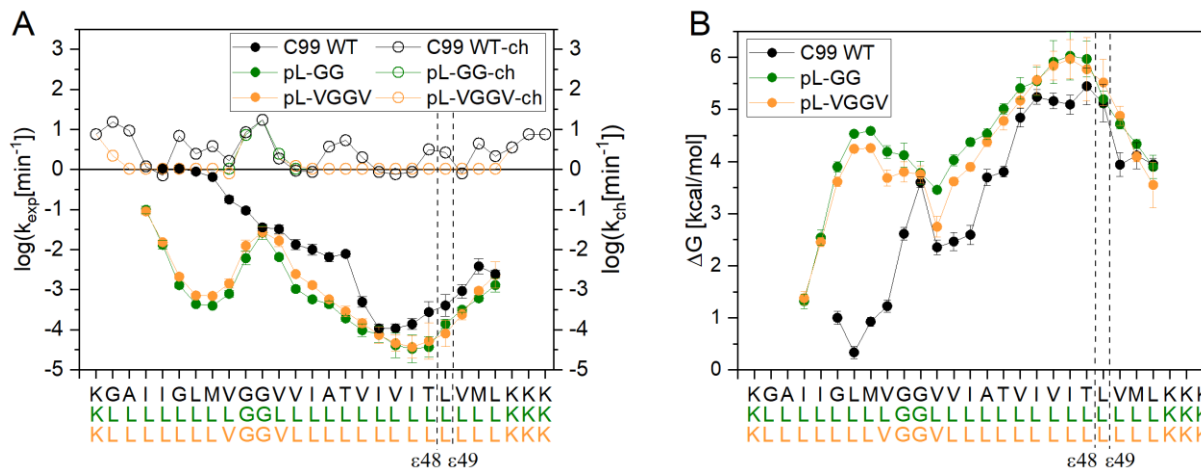 A
log(k_exp[min⁻¹])
3
2
1
0
-1
-2
-3
-4
-5
C99 WT
pL-GG
pL-VGGV
C99 WT-ch
pL-GG-ch
pL-VGGV-ch
3
2
1
0
-1
-2
-3
-4
-5
log(k_ch[min⁻¹])
K G A I I G L M V G G V V I A T V I V I T L V M L K K K
K L L L L L L L L G G L L L L L L L L L L L L L L K K K
K L L L L L L L V G G V L L L L L L L L L L L L L K K K
ε48 ε49
B
ΔG [kcal/mol]
6
5
4
3
2
1
0
C99 WT
pL-GG
pL-VGGV
K G A I I G L M V G G V V I A T V I V I T L V M L K K K
K L L L L L L L L G G L L L L L L L L L L L L L L K K K
K L L L L L L L V G G V L L L L L L L L L L L L L K K K
ε48 ε49